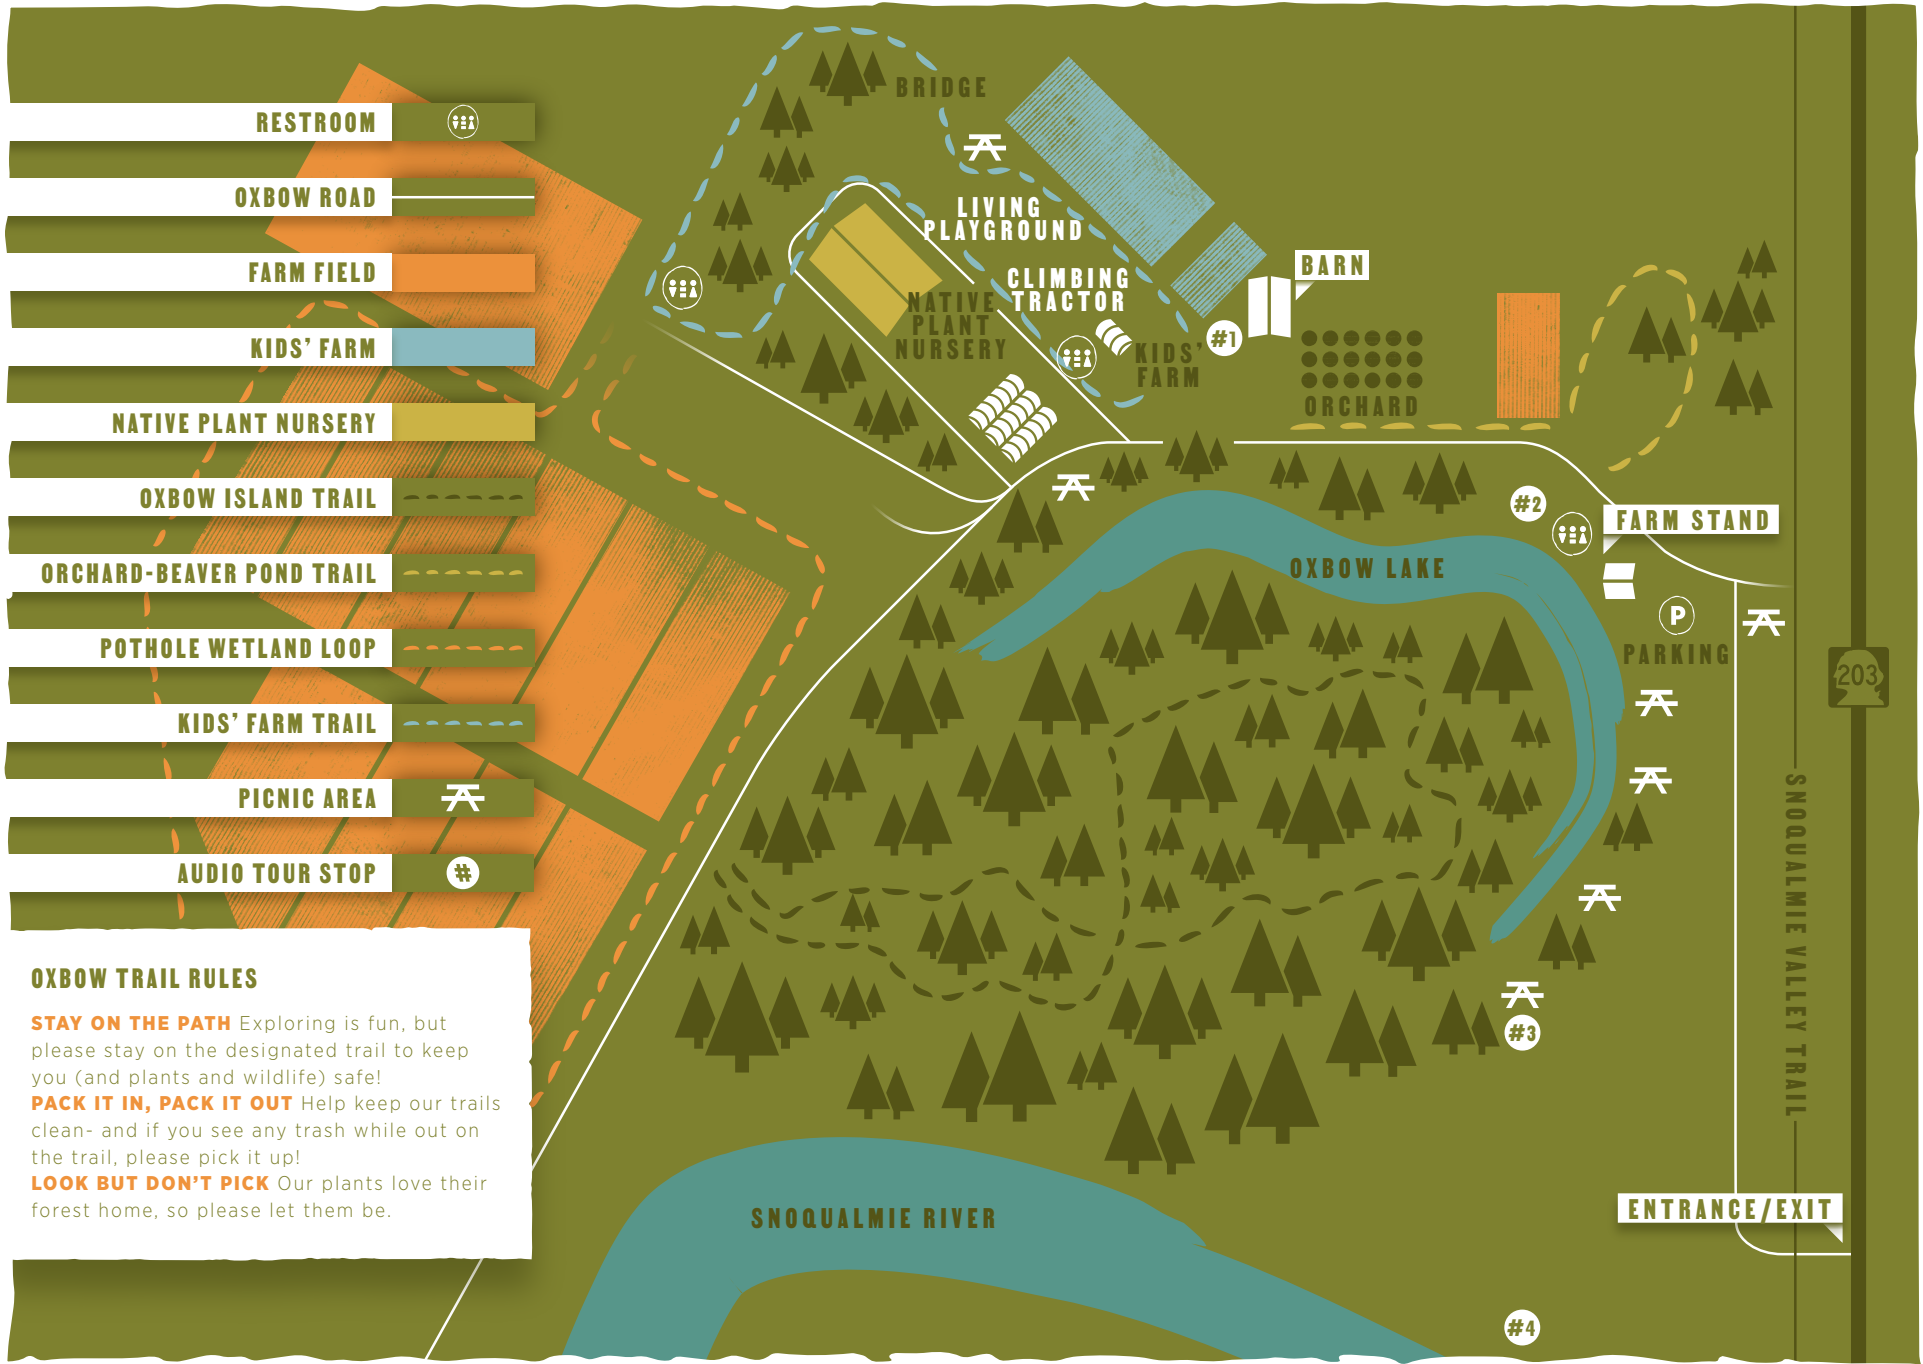 RESTROOM
OXBOW ROAD
FARM FIELD
KIDS' FARM
NATIVE PLANT NURSERY
OXBOW ISLAND TRAIL
ORCHARD-BEAVER POND TRAIL
POTHOLE WETLAND LOOP
KIDS' FARM TRAIL
PICNIC AREA
AUDIO TOUR STOP
#
OXBOW TRAIL RULES
STAY ON THE PATH Exploring is fun, but
please stay on the designated trail to keep
you (and plants and wildlife) safe!
PACK IT IN, PACK IT OUT Help keep our trails
clean- and if you see any trash while out on
the trail, please pick it up!
LOOK BUT DON'T PICK Our plants love their
forest home, so please let them be.
BRIDGE
LIVING
PLAYGROUND
CLIMBING
TRACTOR
NATIVE
PLANT
NURSERY
KIDS'
FARM
#1
BARN
ORCHARD
#2
FARM STAND
OXBOW LAKE
P
PARKING
203
SNOQUALMIE VALLEY TRAIL
#3
ENTRANCE/EXIT
SNOQUALMIE RIVER
#4